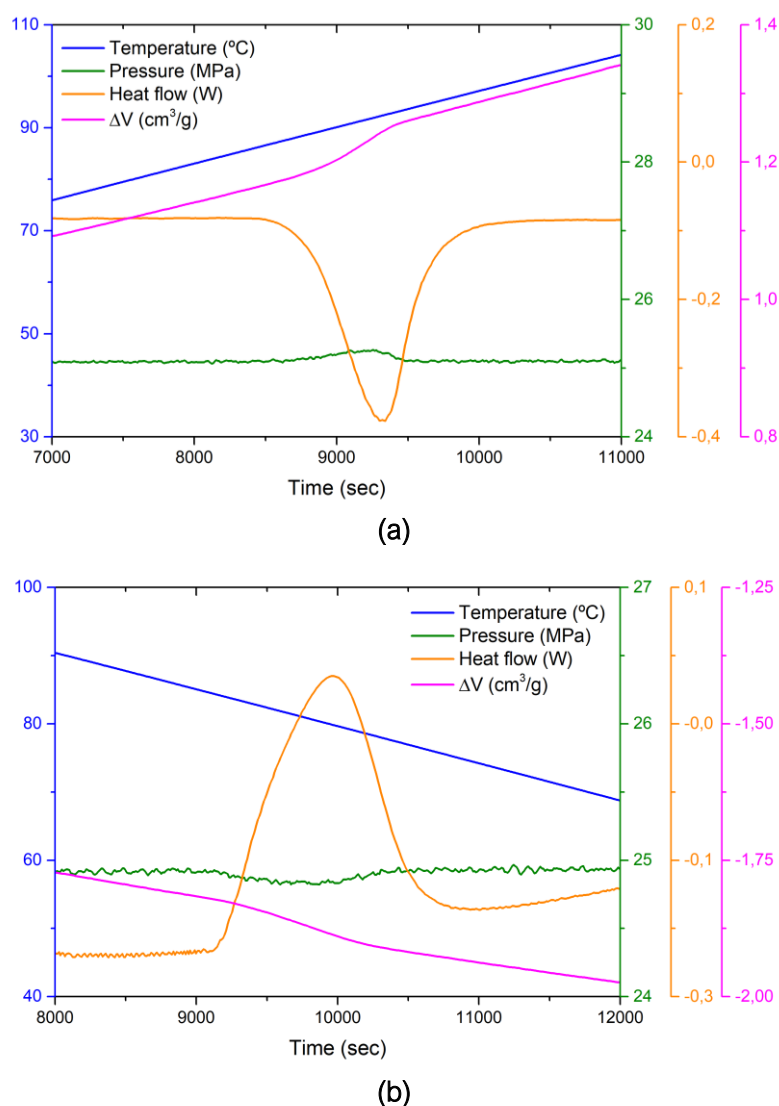 110
90
70
50
30
Temperature (ºC)
Pressure (MPa)
Heat flow (W)
ΔV (cm³/g)
30
28
26
24
0,2
0,0
-0,2
-0,4
1,4
1,2
1,0
0,8
7000 8000 9000 10000 11000
Time (sec)
(a)
100
80
60
40
Temperature (ºC)
Pressure (MPa)
Heat flow (W)
ΔV (cm³/g)
27
26
25
24
0,1
-0,0
-0,1
-0,3
-1,25
-1,50
-1,75
-2,00
8000 9000 10000 11000 12000
Time (sec)
(b)